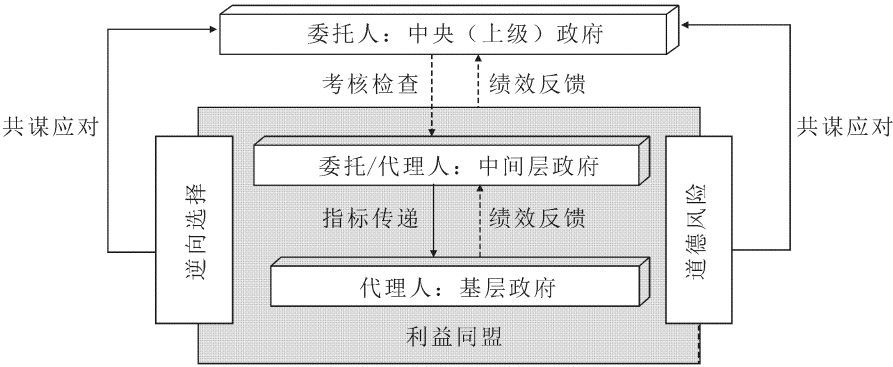 委托人：中央（上级）政府
考核检查
绩效反馈
共谋应对
共谋应对
委托/代理人：中间层政府
逆向选择
道德风险
指标传递
绩效反馈
代理人：基层政府
利益同盟